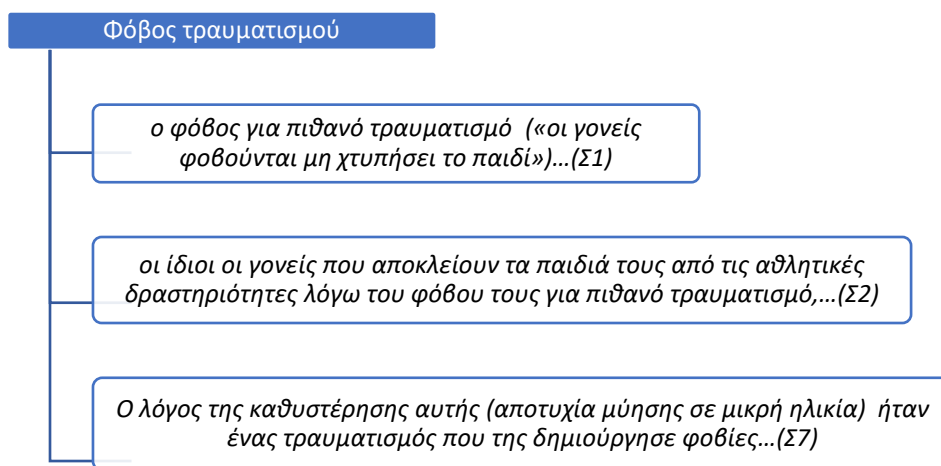 Φόβος τραυματισμού
ο φόβος για πιθανό τραυματισμό («οι γονείς
φοβούνται μη χτυπήσει το παιδί»)...(Σ1)
οι ίδιοι οι γονείς που αποκλείουν τα παιδιά τους από τις αθλητικές
δραστηριότητες λόγω του φόβου τους για πιθανό τραυματισμό,...(Σ2)
Ο λόγος της καθυστέρησης αυτής (αποτυχία μύησης σε μικρή ηλικία) ήταν
ένας τραυματισμός που της δημιούργησε φοβίες...(Σ7)